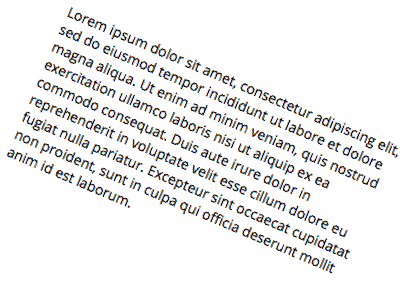 Lorem ipsum dolor sit amet, consectetur adipiscing elit,
sed do eiusmod tempor incididunt ut labore et dolore
magna aliqua. Ut enim ad minim veniam, quis nostrud
exercitation ullamco laboris nisi ut aliquip ex ea
commodo consequat. Duis aute irure dolor in
reprehenderit in voluptate velit esse cillum dolore eu
fugiat nulla pariatur. Excepteur sint occaecat cupidatat
non proident, sunt in culpa qui officia deserunt mollit
anim id est laborum.